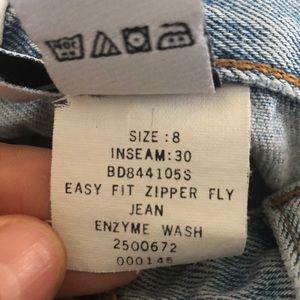 SIZE:8
INSEAM:30
BD844105S
EASY FIT ZIPPER FLY
JEAN
ENZYME WASH
2500672
000145